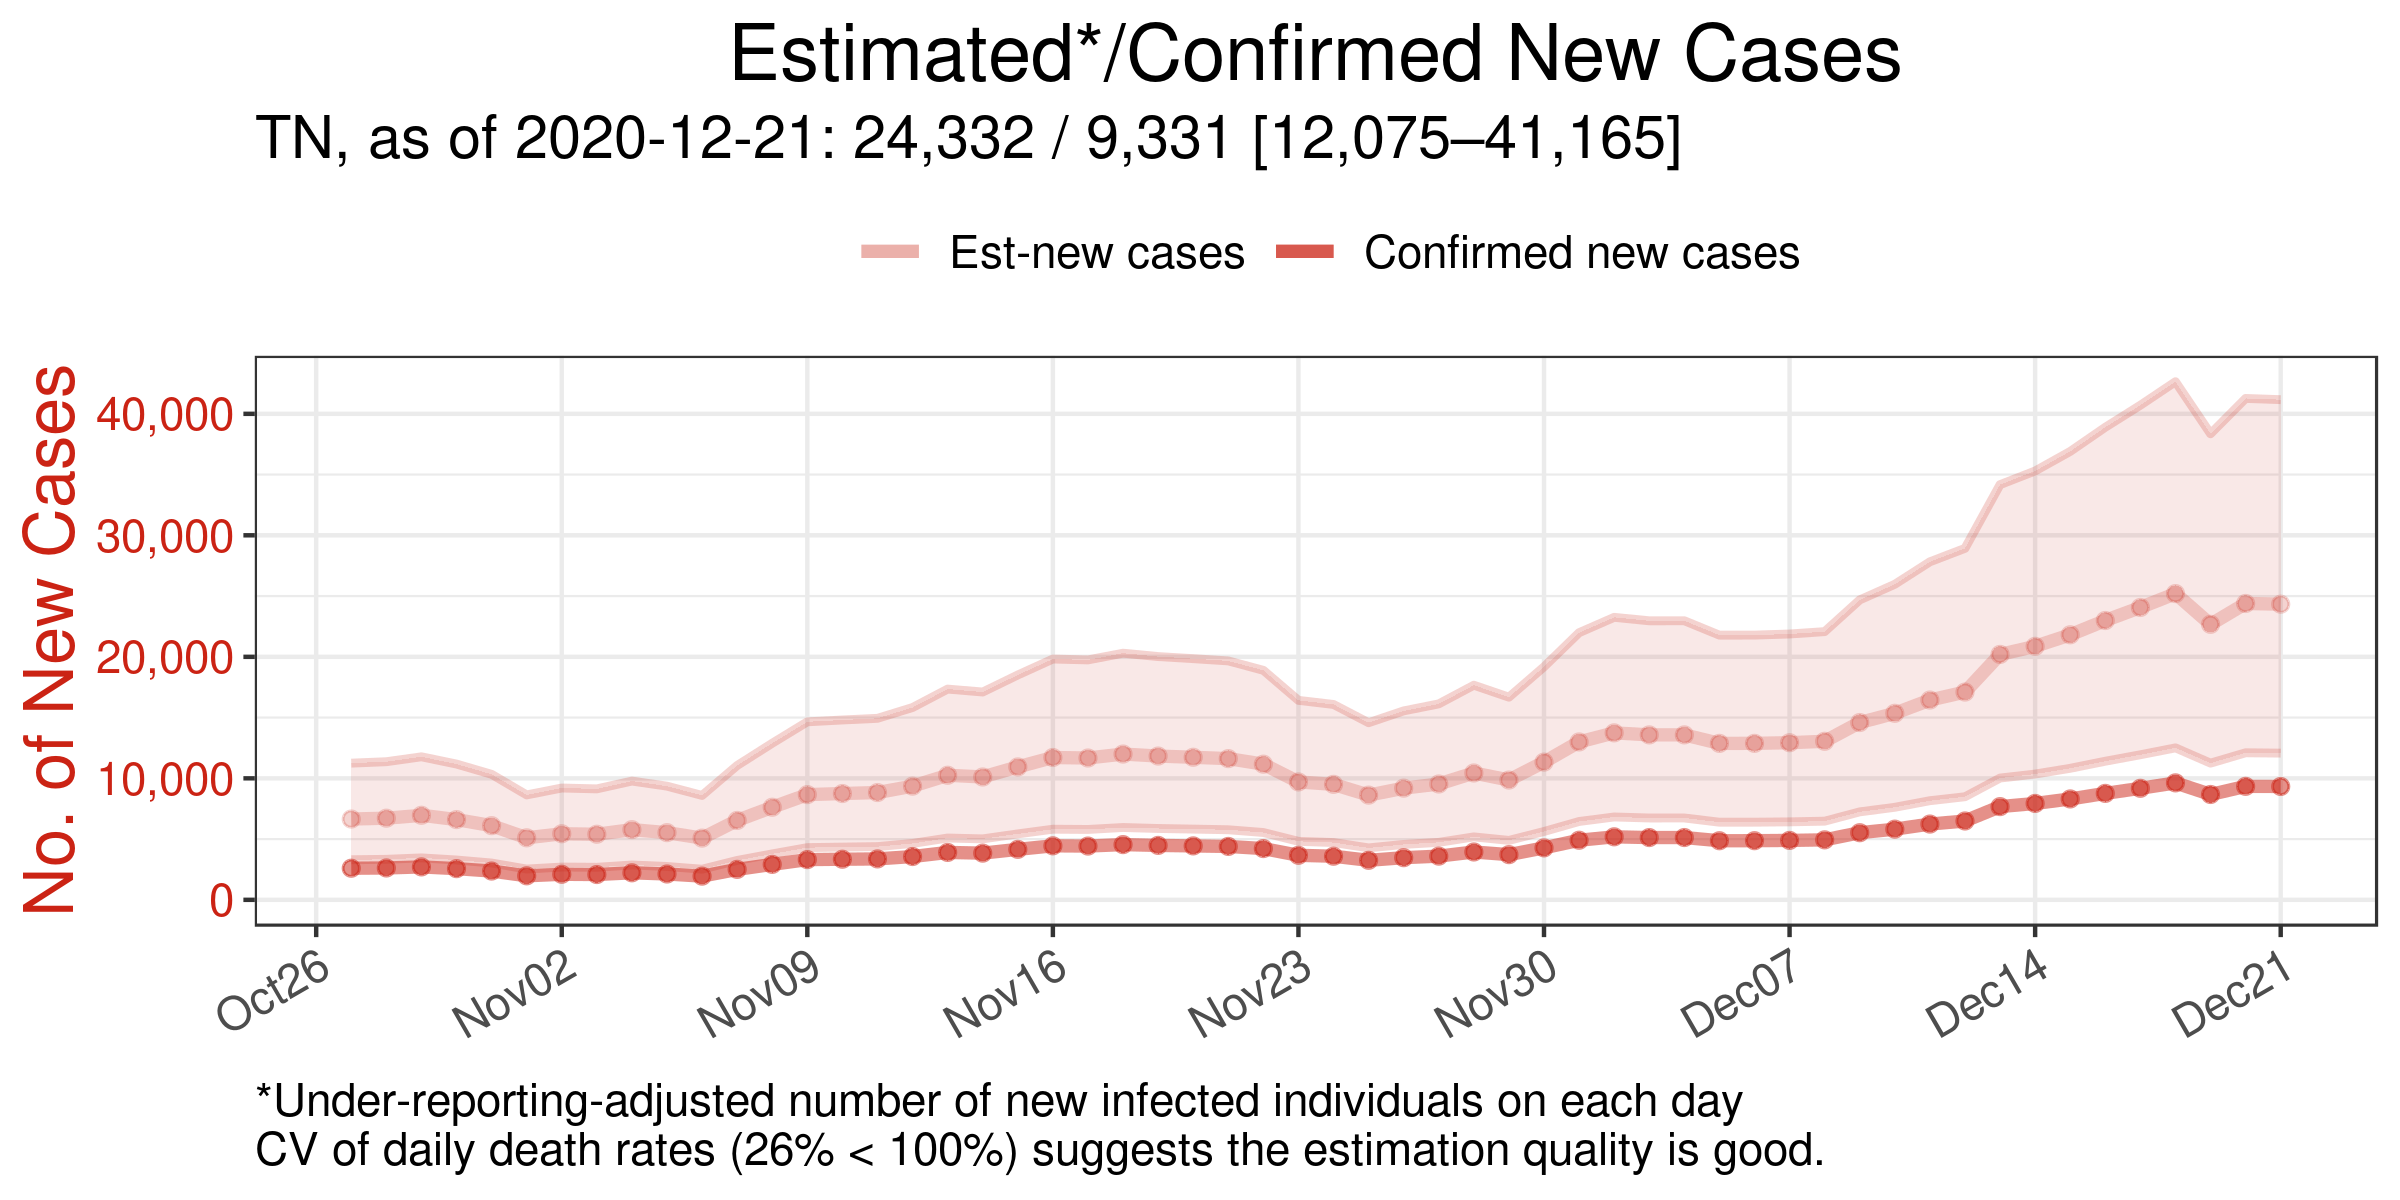 Estimated*/Confirmed New Cases
TN, as of 2020-12-21: 24,332 / 9,331 [12,075–41,165]
Est-new cases
Confirmed new cases
No. of New Cases
40,000
30,000
20,000
10,000
0
Oct26
Nov02
Nov09
Nov16
Nov23
Nov30
Dec07
Dec14
Dec21
*Under-reporting-adjusted number of new infected individuals on each day
CV of daily death rates (26% < 100%) suggests the estimation quality is good.